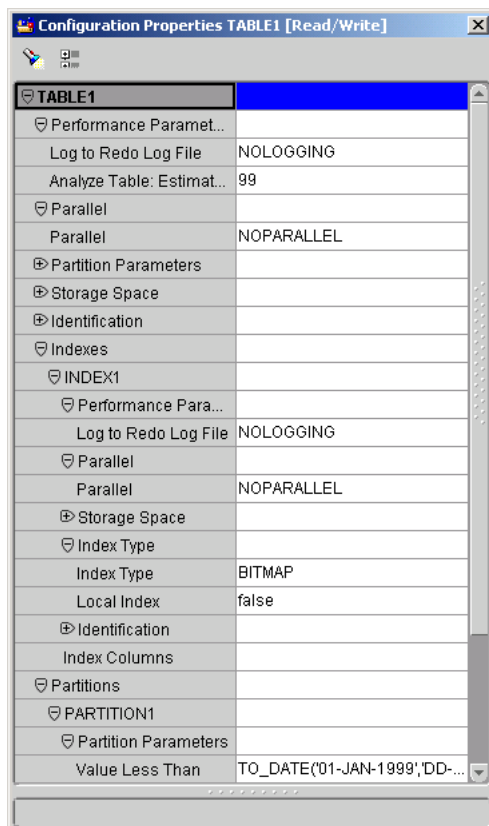 Configuration Properties TABLE1 [Read/Write]
TABLE1
Performance Paramet...
Log to Redo Log File NOLOGGING
Analyze Table: Estimat... 99
Parallel
Parallel NOPARALLEL
Partition Parameters
Storage Space
Identification
Indexes
INDEX1
Performance Para...
Log to Redo Log File NOLOGGING
Parallel
Parallel NOPARALLEL
Storage Space
Index Type
Index Type BITMAP
Local Index false
Identification
Index Columns
Partitions
PARTITION1
Partition Parameters
Value Less Than TO_DATE('01-JAN-1999','DD-...